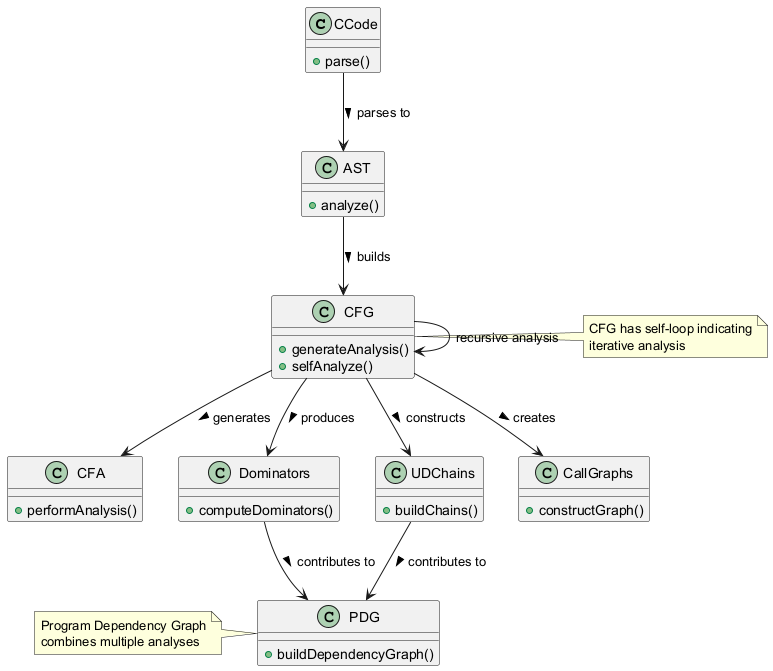 C CCode
parse()
parses to
C AST
analyze()
builds
C CFG
generateAnalysis()
selfAnalyze()
recursive analysis
CFG has self-loop indicating
iterative analysis
generates
produces
constructs
creates
C CFA
performAnalysis()
C Dominators
computeDominators()
C UDChains
buildChains()
C CallGraphs
constructGraph()
contributes to
contributes to
Program Dependency Graph
combines multiple analyses
C PDG
buildDependencyGraph()